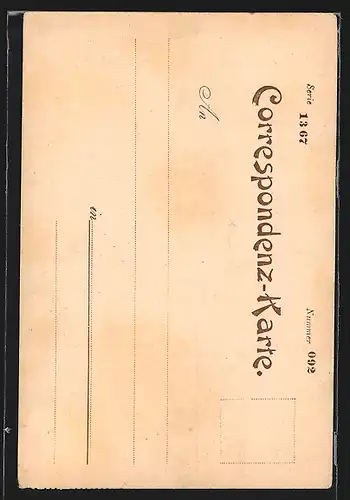 Serie 1367 Nummer 092
Correspondenz-Karte.
An
in